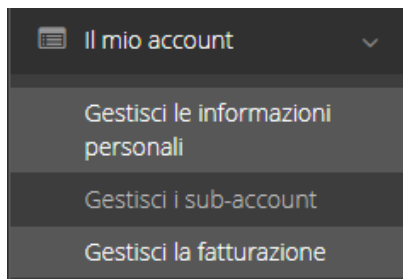 Il mio account
Gestisci le informazioni
personali
Gestisci i sub-account
Gestisci la fatturazione